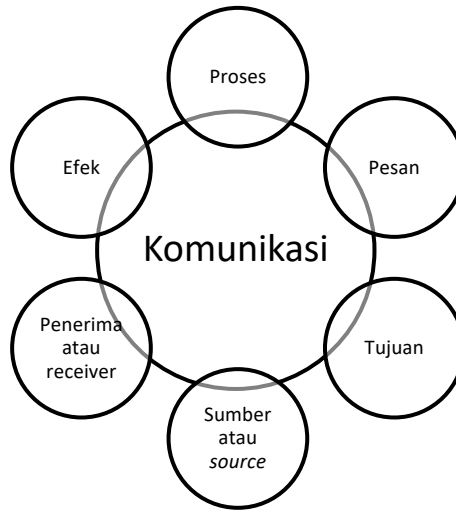 Proses
Pesan
Tujuan
Sumber
atau
source
Penerima
atau
receiver
Efek
Komunikasi